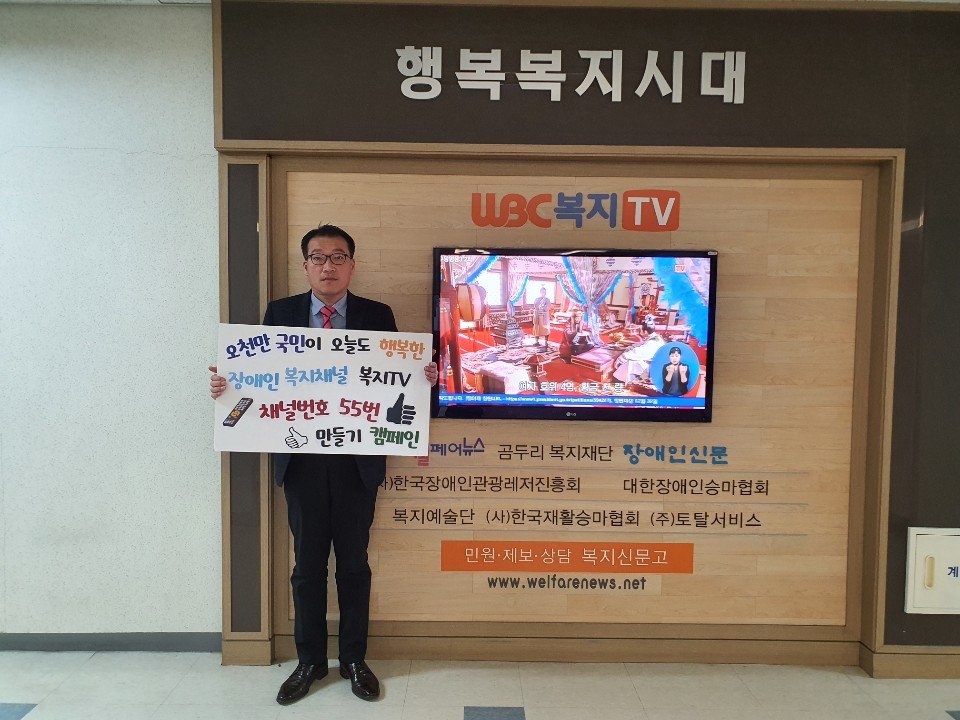 행복복지시대
WBC복지TV
오천만 국민이 오늘도 행복한
장애인 복지채널 복지TV
채널번호 55번
만들기 캠페인
LG
페어뉴스 곰두리 복지재단 장애인신문
)한국장애인관광레저진흥회 대한장애인승마협회
복지예술단 (사)한국재활승마협회 (주)토탈서비스
민원·제보·상담 복지신문고
www.welfarenews.net
계